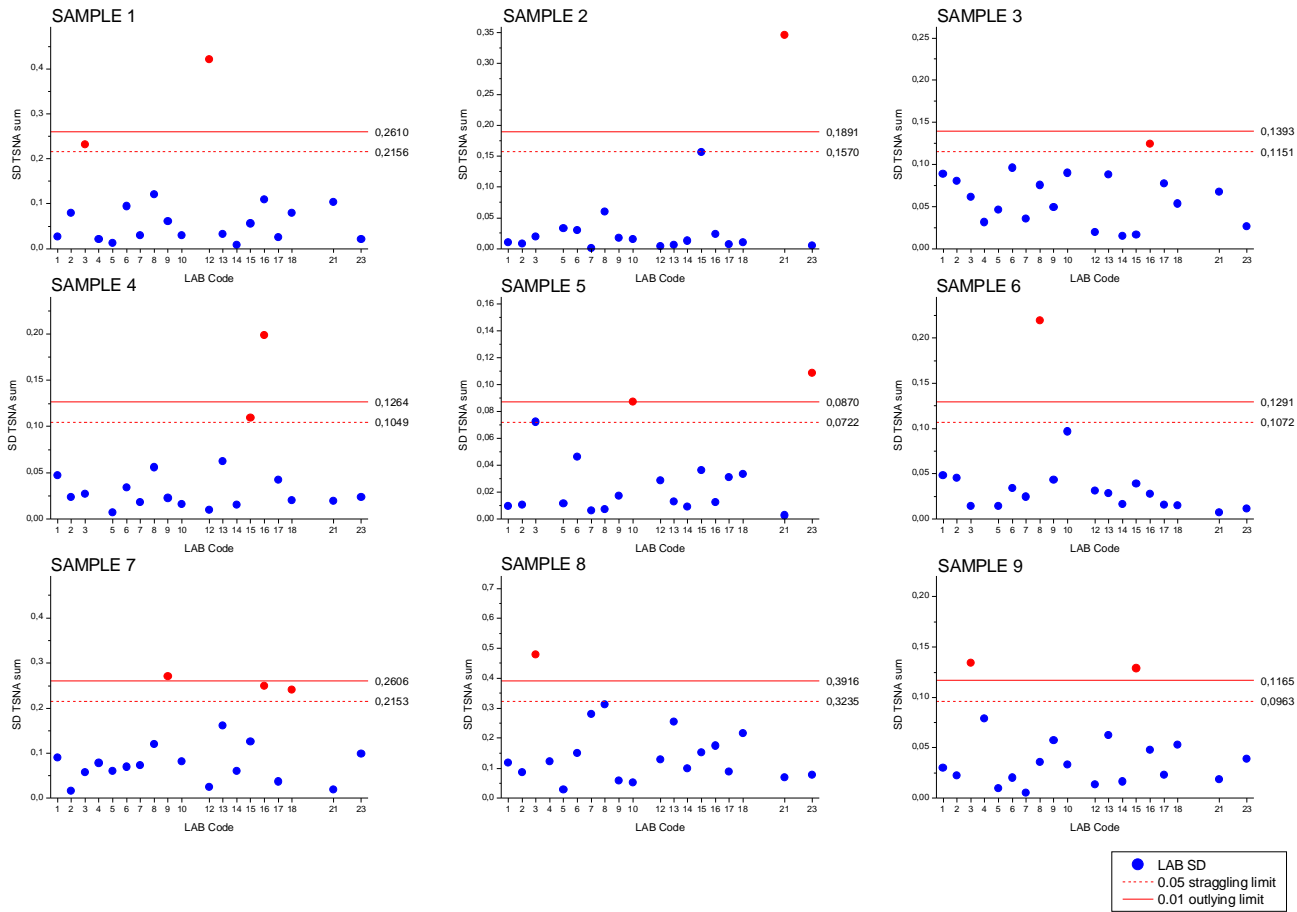 SAMPLE 1
SD TSNA sum
0,4
0,3
0,2
0,1
0,0
0,2610
0,2156
1 2 3 4 5 6 7 8 9 10 12 13 14 15 16 17 18 21 23
LAB Code
SAMPLE 2
SD TSNA sum
0,35
0,30
0,25
0,20
0,15
0,10
0,05
0,00
0,1891
0,1570
1 2 3 5 6 7 8 9 10 12 13 14 15 16 17 18 21 23
LAB Code
SAMPLE 3
SD TSNA sum
0,25
0,20
0,15
0,10
0,05
0,00
0,1393
0,1151
1 2 3 4 5 6 7 8 9 10 12 13 14 15 16 17 18 21 23
LAB Code
SAMPLE 4
SD TSNA sum
0,20
0,15
0,10
0,05
0,00
0,1264
0,1049
1 2 3 5 6 7 8 9 10 12 13 14 15 16 17 18 21 23
LAB Code
SAMPLE 5
SD TSNA sum
0,16
0,14
0,12
0,10
0,08
0,06
0,04
0,02
0,00
0,0870
0,0722
1 2 3 5 6 7 8 9 10 12 13 14 15 16 17 18 21 23
LAB Code
SAMPLE 6
SD TSNA sum
0,20
0,15
0,10
0,05
0,00
0,1291
0,1072
1 2 3 5 6 7 8 9 10 12 13 14 15 16 17 18 21 23
LAB Code
SAMPLE 7
SD TSNA sum
0,4
0,3
0,2
0,1
0,0
0,2606
0,2153
1 2 3 4 5 6 7 8 9 10 12 13 14 15 16 17 18 21 23
LAB Code
SAMPLE 8
SD TSNA sum
0,7
0,6
0,5
0,4
0,3
0,2
0,1
0,0
0,3916
0,3235
1 2 3 4 5 6 7 8 9 10 12 13 14 15 16 17 18 21 23
LAB Code
SAMPLE 9
SD TSNA sum
0,20
0,15
0,10
0,05
0,00
0,1165
0,0963
1 2 3 4 5 6 7 8 9 10 12 13 14 15 16 17 18 21 23
LAB Code
LAB SD
0.05 straggling limit
0.01 outlying limit